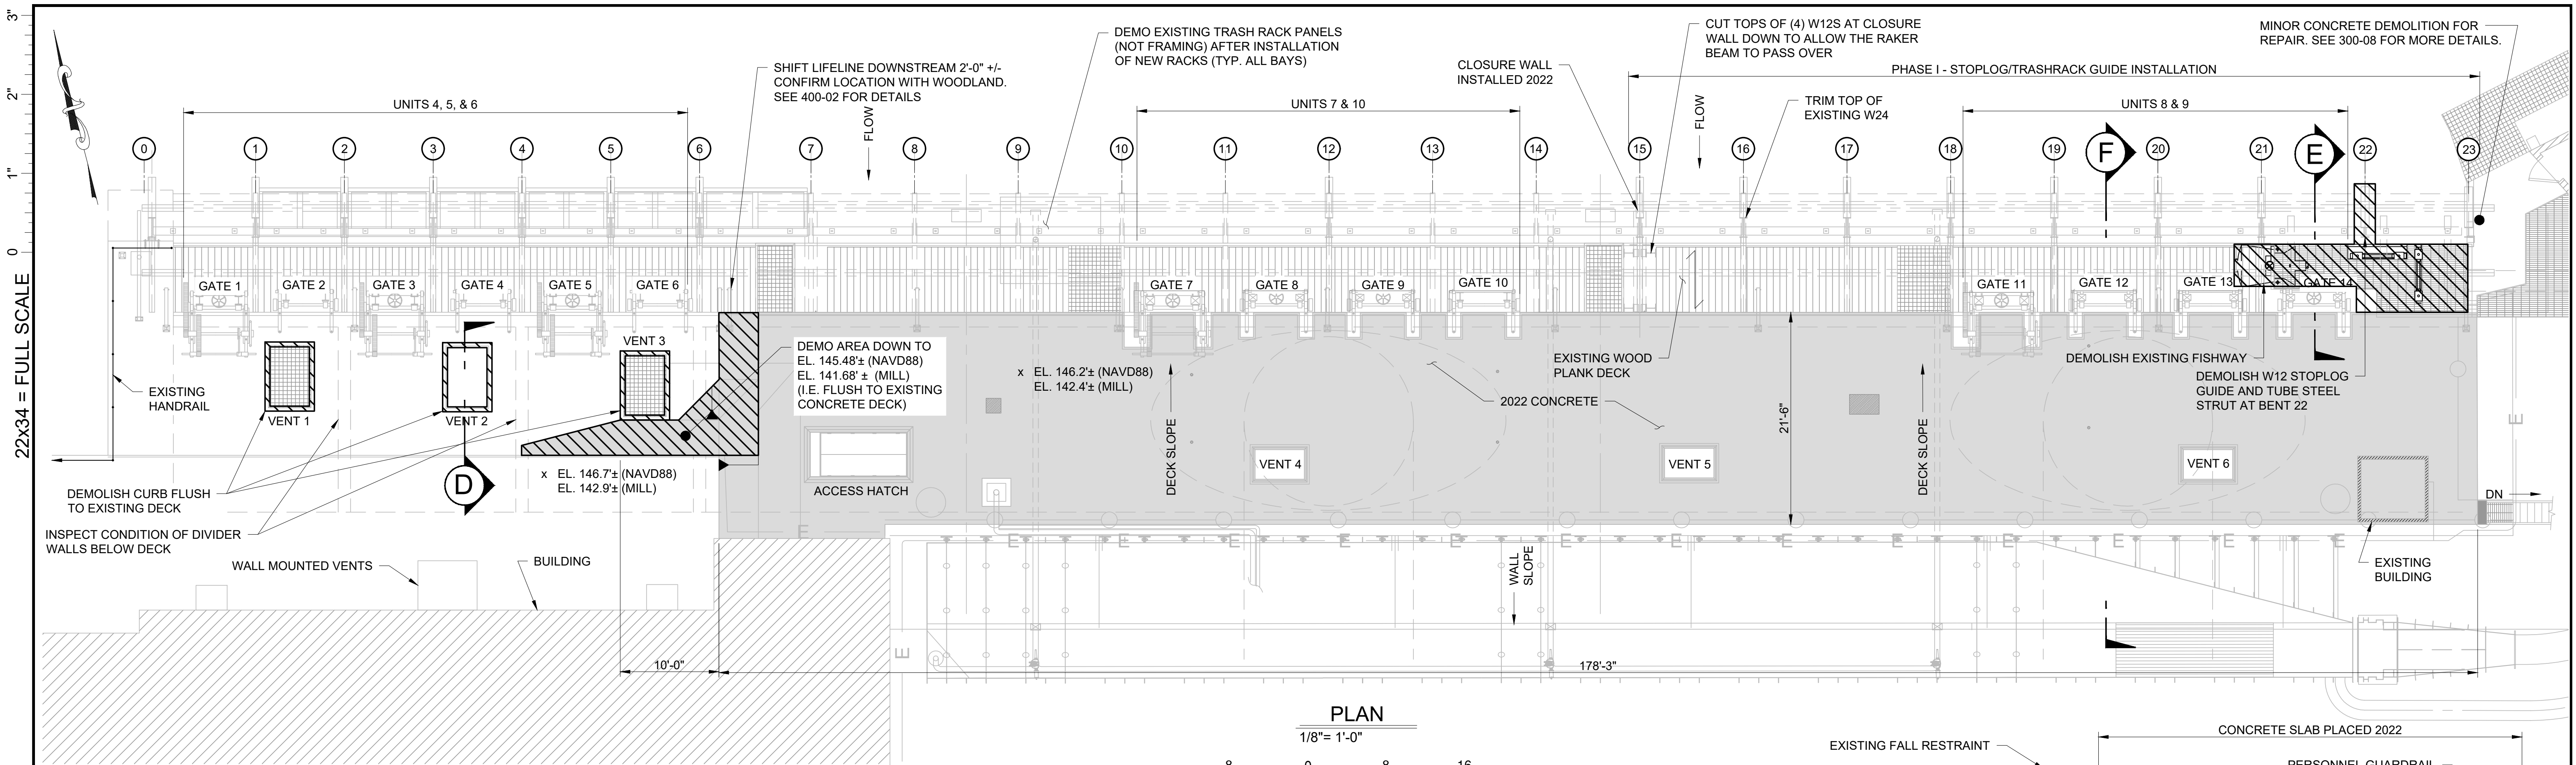 3"
2"
1"
0
22x34 = FULL SCALE
DEMO EXISTING TRASH RACK PANELS
(NOT FRAMING) AFTER INSTALLATION
OF NEW RACKS (TYP. ALL BAYS)
CUT TOPS OF (4) W12S AT CLOSURE
WALL DOWN TO ALLOW THE RAKER
BEAM TO PASS OVER
MINOR CONCRETE DEMOLITION FOR
REPAIR. SEE 300-08 FOR MORE DETAILS.
SHIFT LIFELINE DOWNSTREAM 2'-0" +/-
CONFIRM LOCATION WITH WOODLAND.
SEE 400-02 FOR DETAILS
CLOSURE WALL
INSTALLED 2022
PHASE I - STOPLOG/TRASHRACK GUIDE INSTALLATION
UNITS 4, 5, & 6
FLOW
UNITS 7 & 10
FLOW
TRIM TOP OF
EXISTING W24
UNITS 8 & 9
0
1
2
3
4
5
6
7
8
9
10
11
12
13
14
15
16
17
18
19
F
20
21
E
22
23
GATE 1
GATE 2
GATE 3
GATE 4
GATE 5
GATE 6
GATE 7
GATE 8
GATE 9
GATE 10
GATE 11
GATE 12
GATE 13
GATE 14
EXISTING
HANDRAIL
VENT 1
VENT 2
VENT 3
DEMO AREA DOWN TO
EL. 145.48'± (NAVD88)
EL. 141.68' ± (MILL)
(I.E. FLUSH TO EXISTING
CONCRETE DECK)
x EL. 146.2'± (NAVD88)
EL. 142.4'± (MILL)
DECK SLOPE
EXISTING WOOD
PLANK DECK
2022 CONCRETE
21'-6"
DECK SLOPE
DEMOLISH EXISTING FISHWAY
DEMOLISH W12 STOPLOG
GUIDE AND TUBE STEEL
STRUT AT BENT 22
E
D
x EL. 146.7'± (NAVD88)
EL. 142.9'± (MILL)
ACCESS HATCH
VENT 4
VENT 5
VENT 6
DN
DEMOLISH CURB FLUSH
TO EXISTING DECK
INSPECT CONDITION OF DIVIDER
WALLS BELOW DECK
WALL MOUNTED VENTS
BUILDING
E
E
E
E
E
E
E
E
E
E
E
E
E
WALL
SLOPE
EXISTING
BUILDING
E
10'-0"
178'-3"
PLAN
1/8"= 1'-0"
8
0
8
16
EXISTING FALL RESTRAINT
CONCRETE SLAB PLACED 2022
PERSONNEL GUARDRAIL